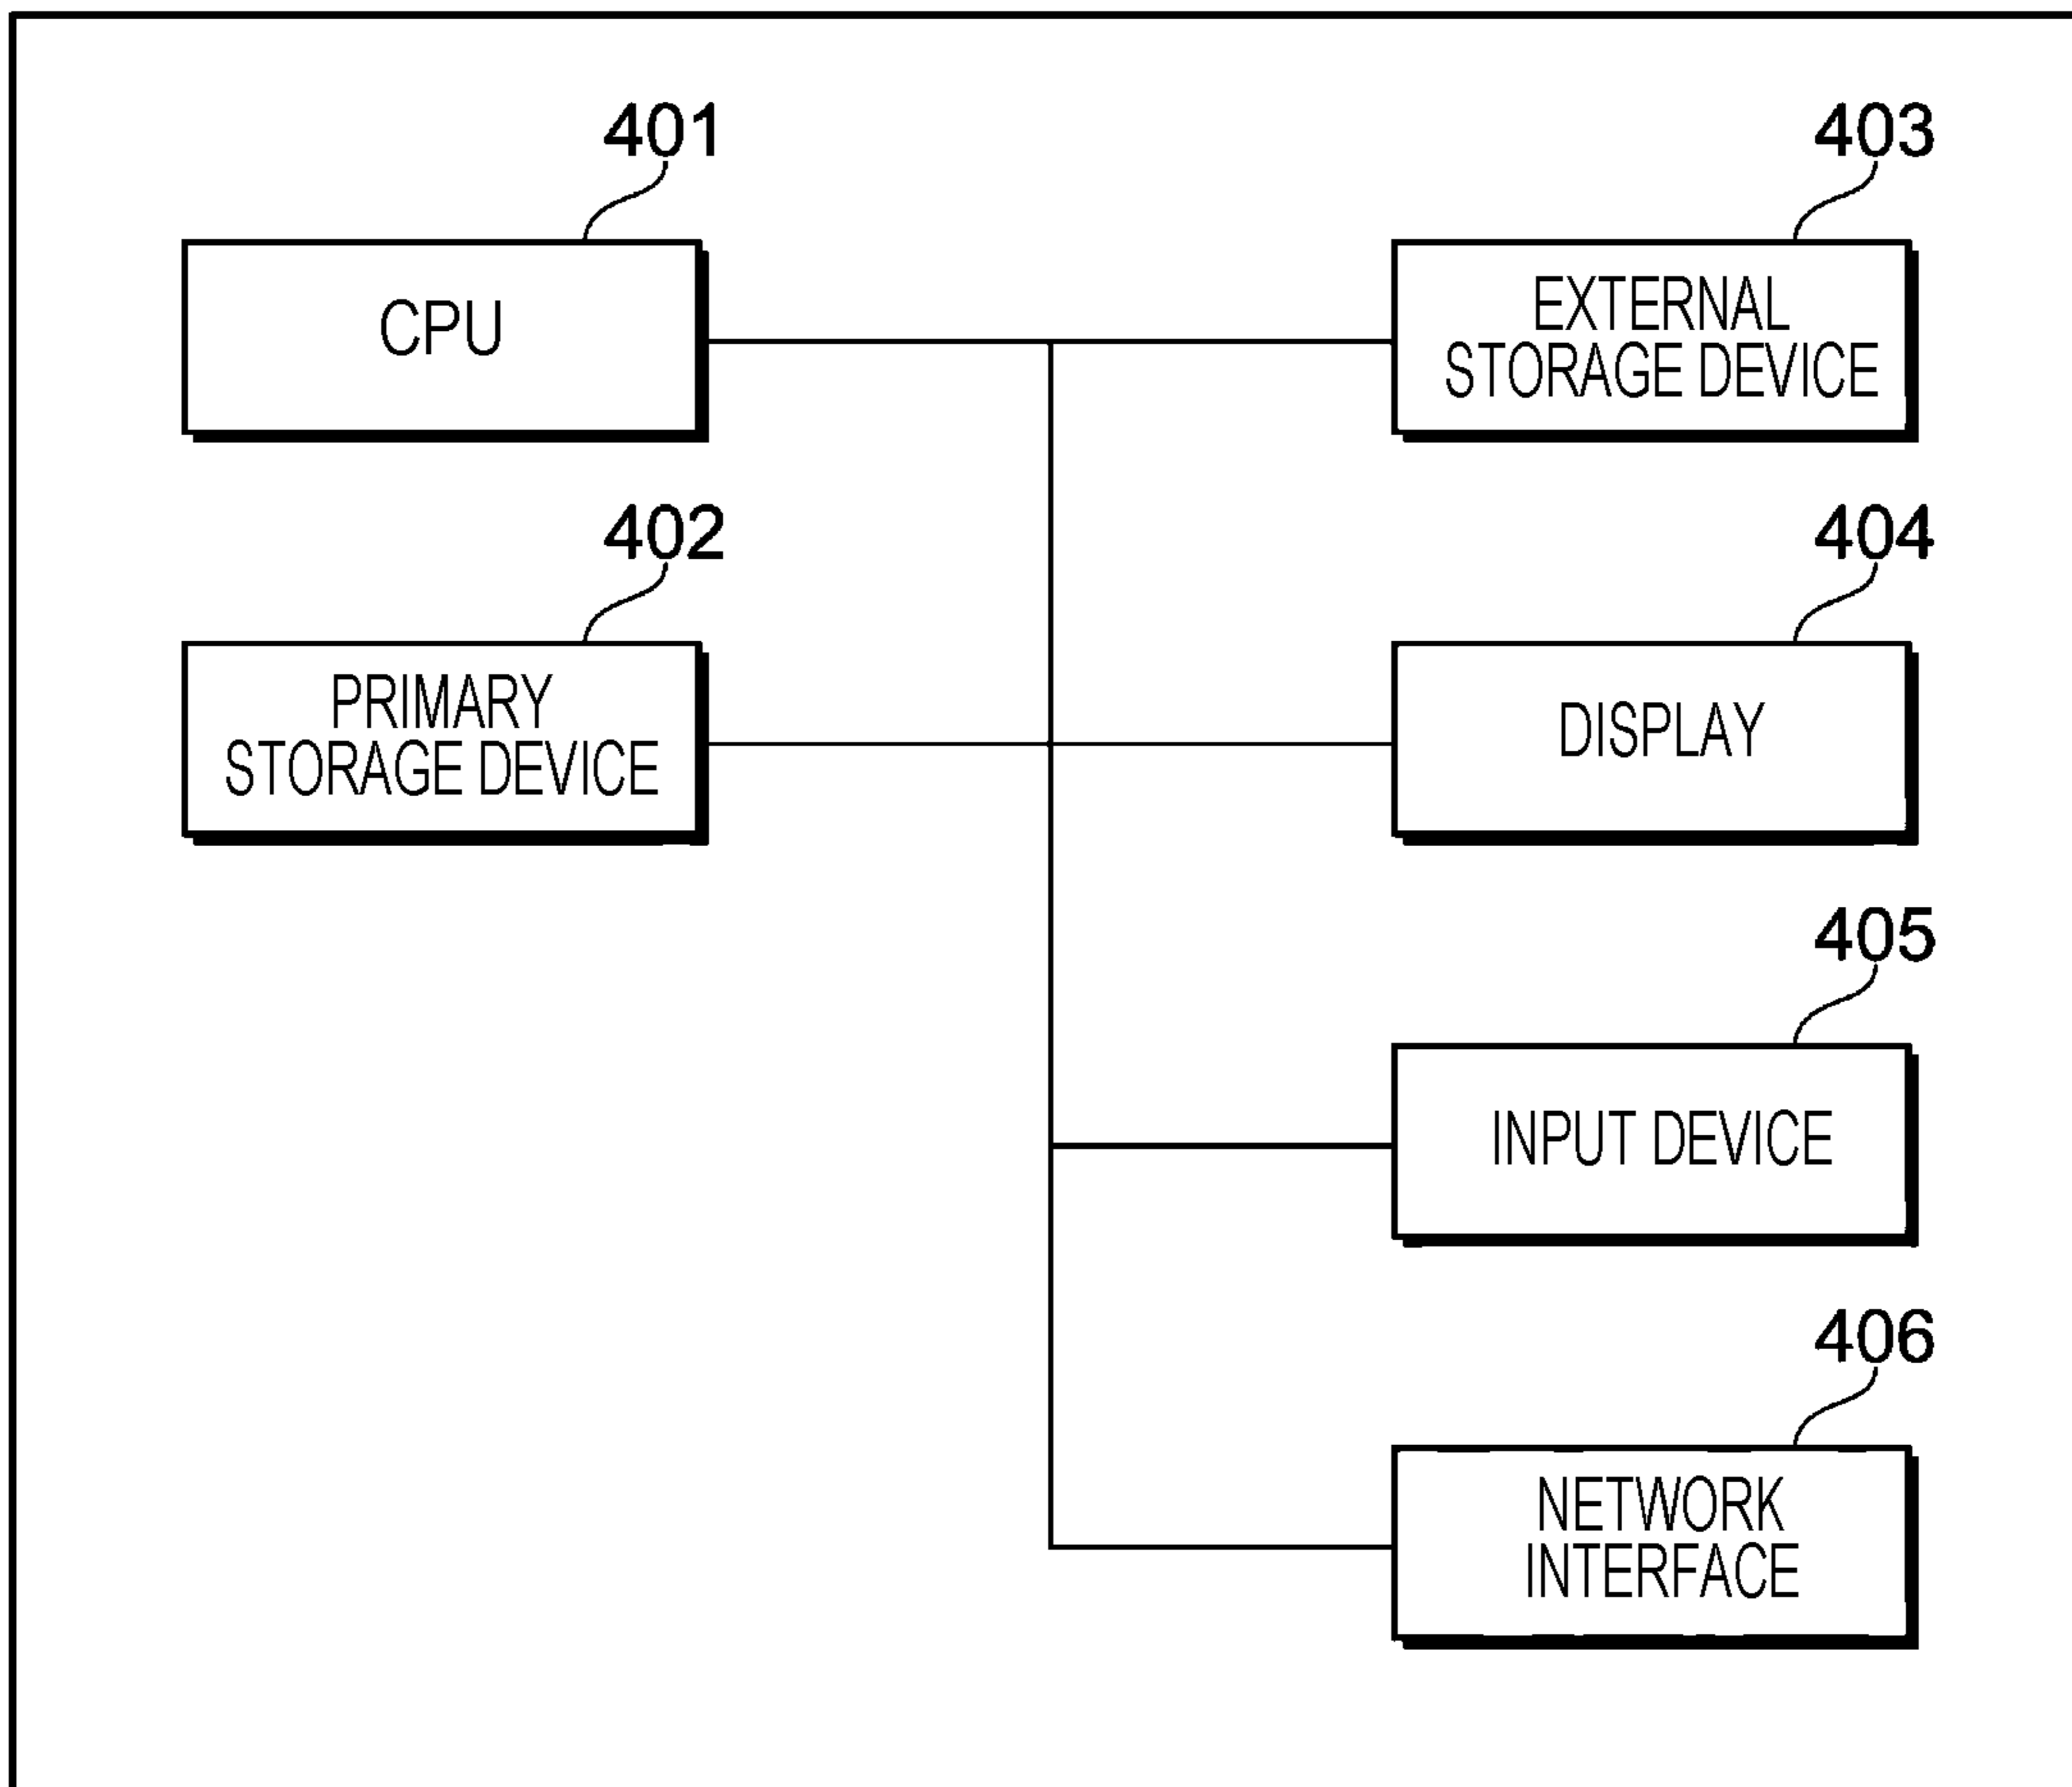 401
CPU
402
PRIMARY
STORAGE DEVICE
403
EXTERNAL
STORAGE DEVICE
404
DISPLAY
405
INPUT DEVICE
406
NETWORK
INTERFACE